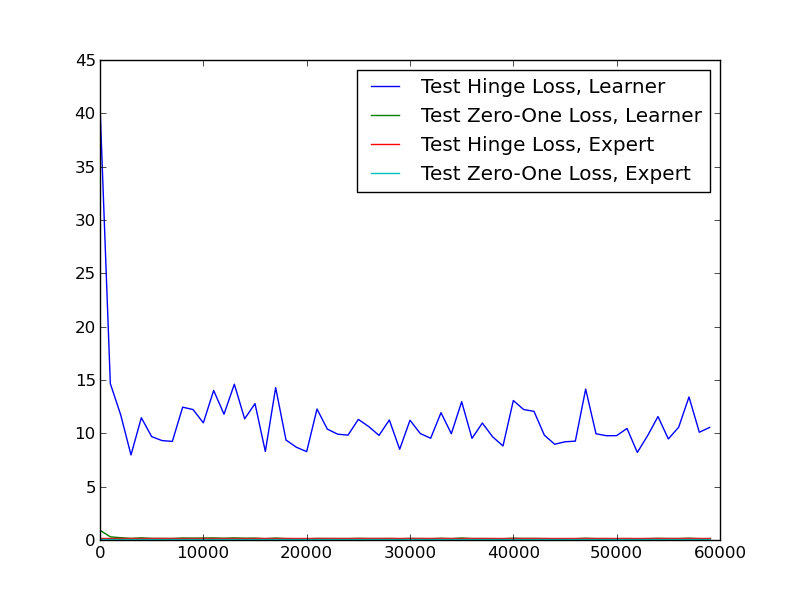 45
40
35
30
25
20
15
10
5
0
Test Hinge Loss, Learner
Test Zero-One Loss, Learner
Test Hinge Loss, Expert
Test Zero-One Loss, Expert
0 10000 20000 30000 40000 50000 60000